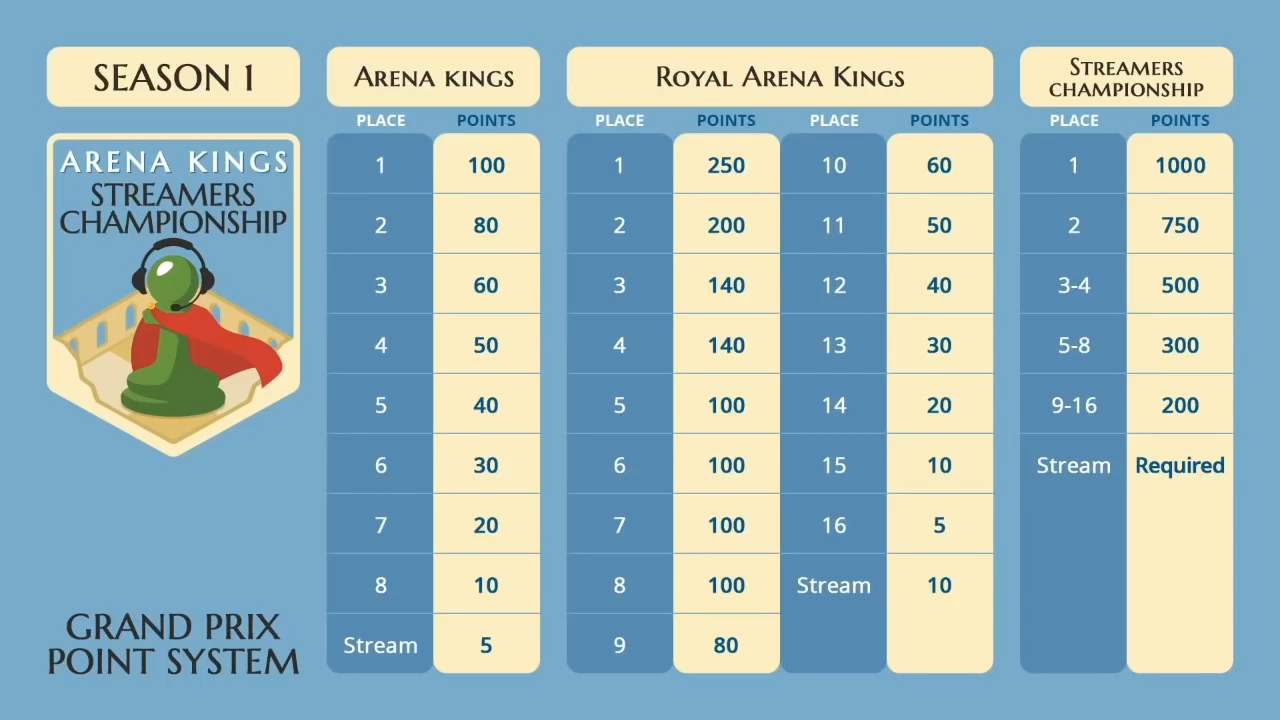 SEASON 1
ARENA KINGS
STREAMERS
CHAMPIONSHIP
GRAND PRIX
POINT SYSTEM
ARENA KINGS
PLACE POINTS
1 100
2 80
3 60
4 50
5 40
6 30
7 20
8 10
Stream 5
ROYAL ARENA KINGS
PLACE POINTS PLACE POINTS
1 250 10 60
2 200 11 50
3 140 12 40
4 140 13 30
5 100 14 20
6 100 15 10
7 100 16 5
8 100 Stream 10
9 80
STREAMERS
CHAMPIONSHIP
PLACE POINTS
1 1000
2 750
3-4 500
5-8 300
9-16 200
Stream Required